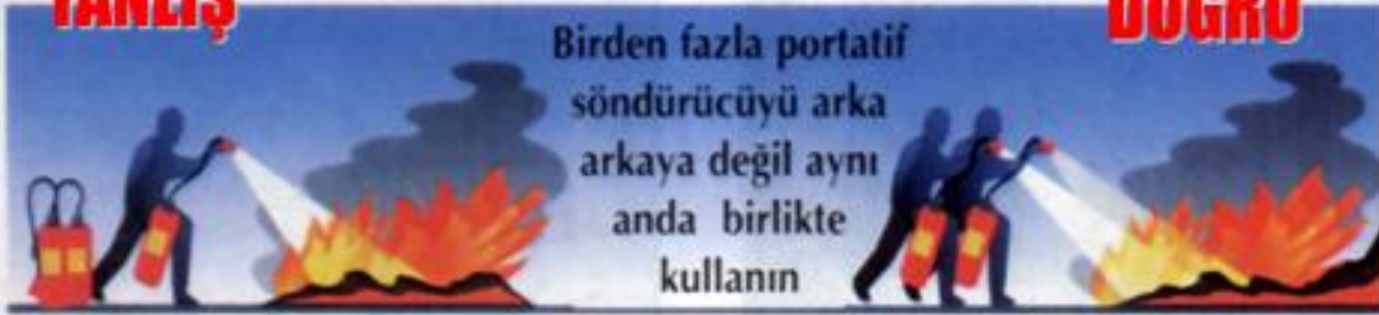 YANLIŞ
DOĞRU
Birden fazla portatif
söndürücüyü arka
arkaya değil aynı
anda birlikte
kullanın